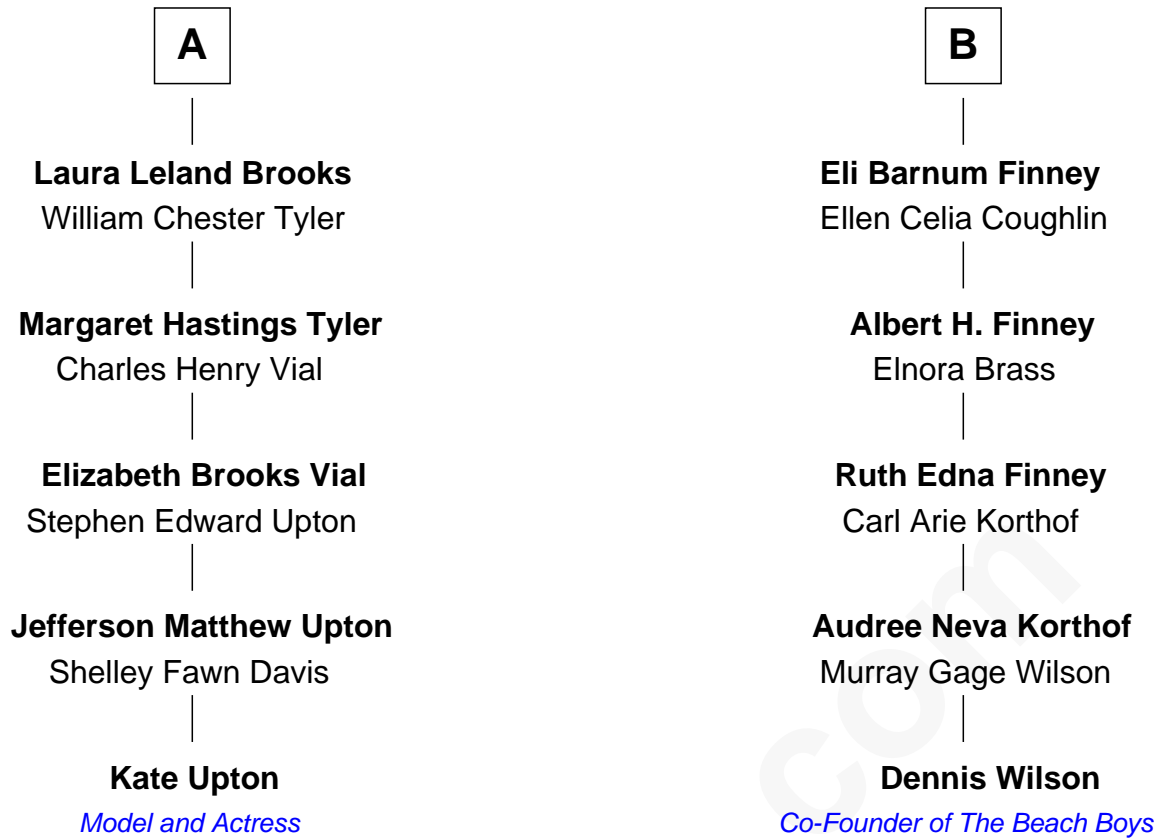 A
Laura Leland Brooks
William Chester Tyler
Margaret Hastings Tyler
Charles Henry Vial
Elizabeth Brooks Vial
Stephen Edward Upton
Jefferson Matthew Upton
Shelley Fawn Davis
Kate Upton
Model and Actress
B
Eli Barnum Finney
Ellen Celia Coughlin
Albert H. Finney
Elnora Brass
Ruth Edna Finney
Carl Arie Korthof
Audree Neva Korthof
Murray Gage Wilson
Dennis Wilson
Co-Founder of The Beach Boys
com